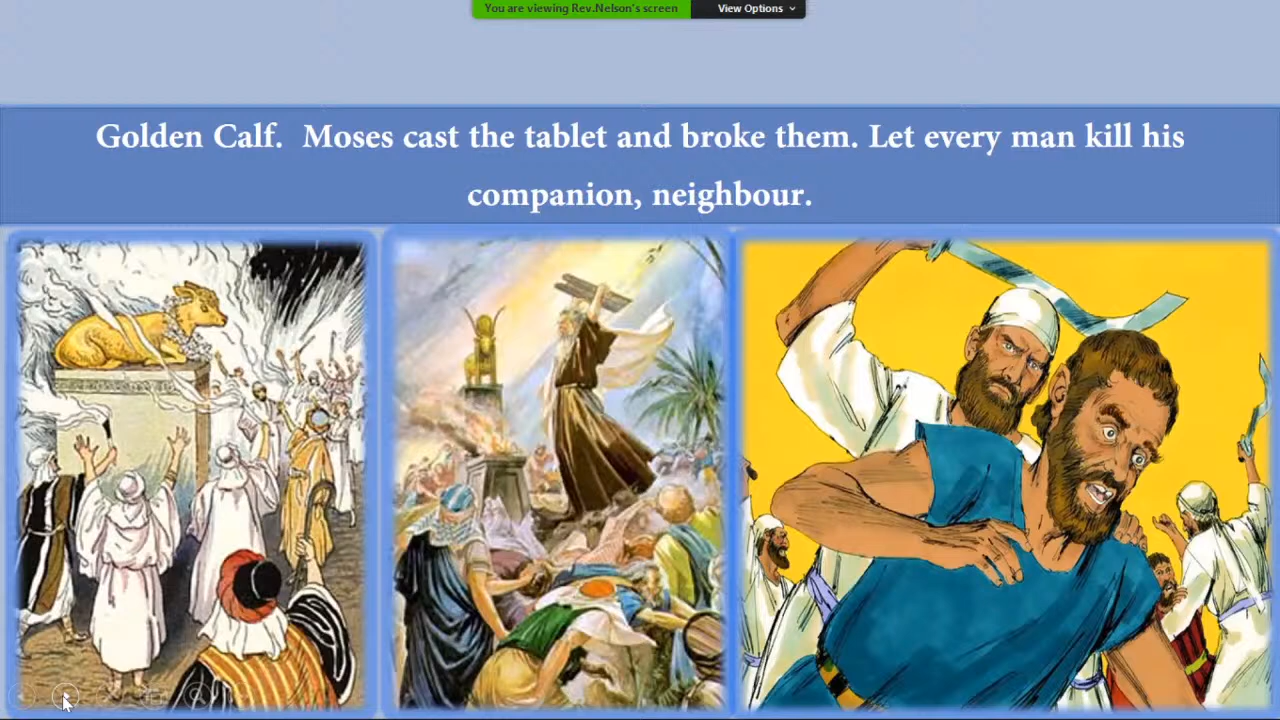 You are viewing Rev.Nelson's screen
View Options
Golden Calf.  Moses cast the tablet and broke them. Let every man kill his
companion, neighbour.